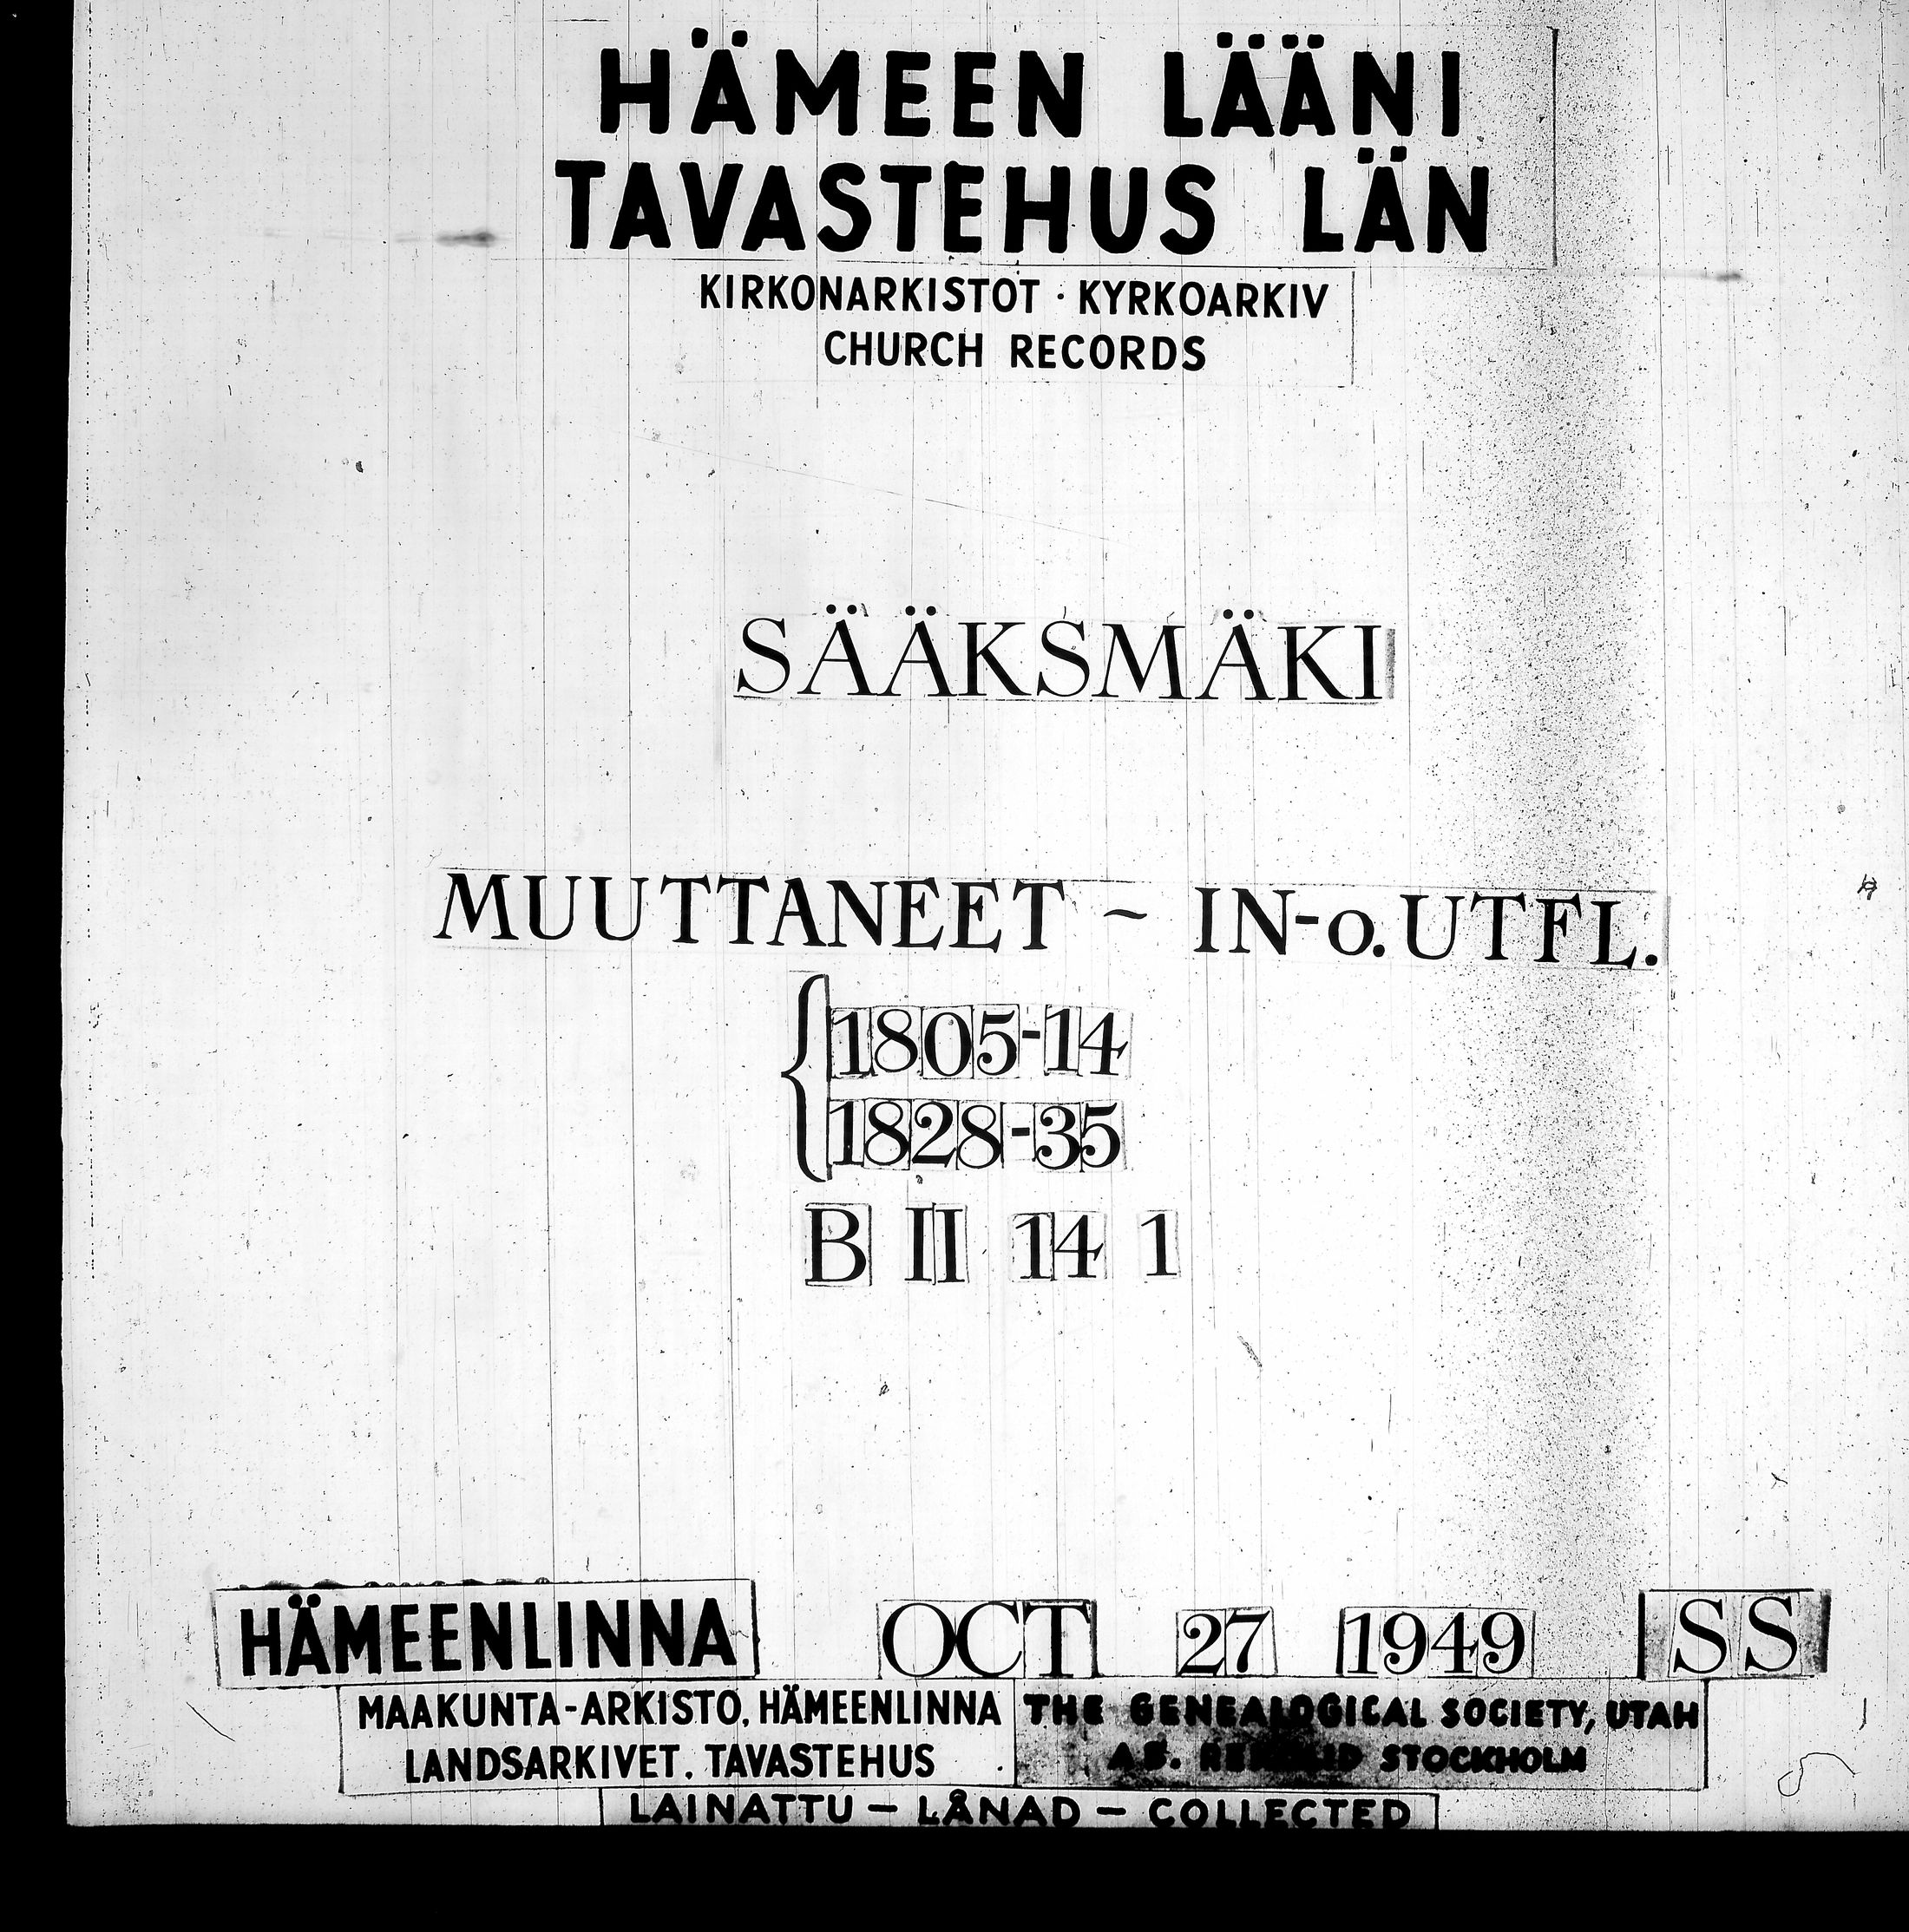 HÄMEEN LÄÄNI
TAVASTEHUS LÄN
KIRKONARKISTOT · KYRKOARKIV
CHURCH RECORDS
SÄÄKSMÄKI
MUUTTANEET ~ IN-o. UTFL.
1805-14
1828-35
B II 14 1
HÄMEENLINNA OCT 27 1949 SS
MAAKUNTA-ARKISTO, HÄMEENLINNA
LANDSARKIVET. TAVASTEHUS
THE GENEALOGICAL SOCIETY, UTAH
AB. STOCKHOLM
LAINATTU – LÅNAD – COLLECTED